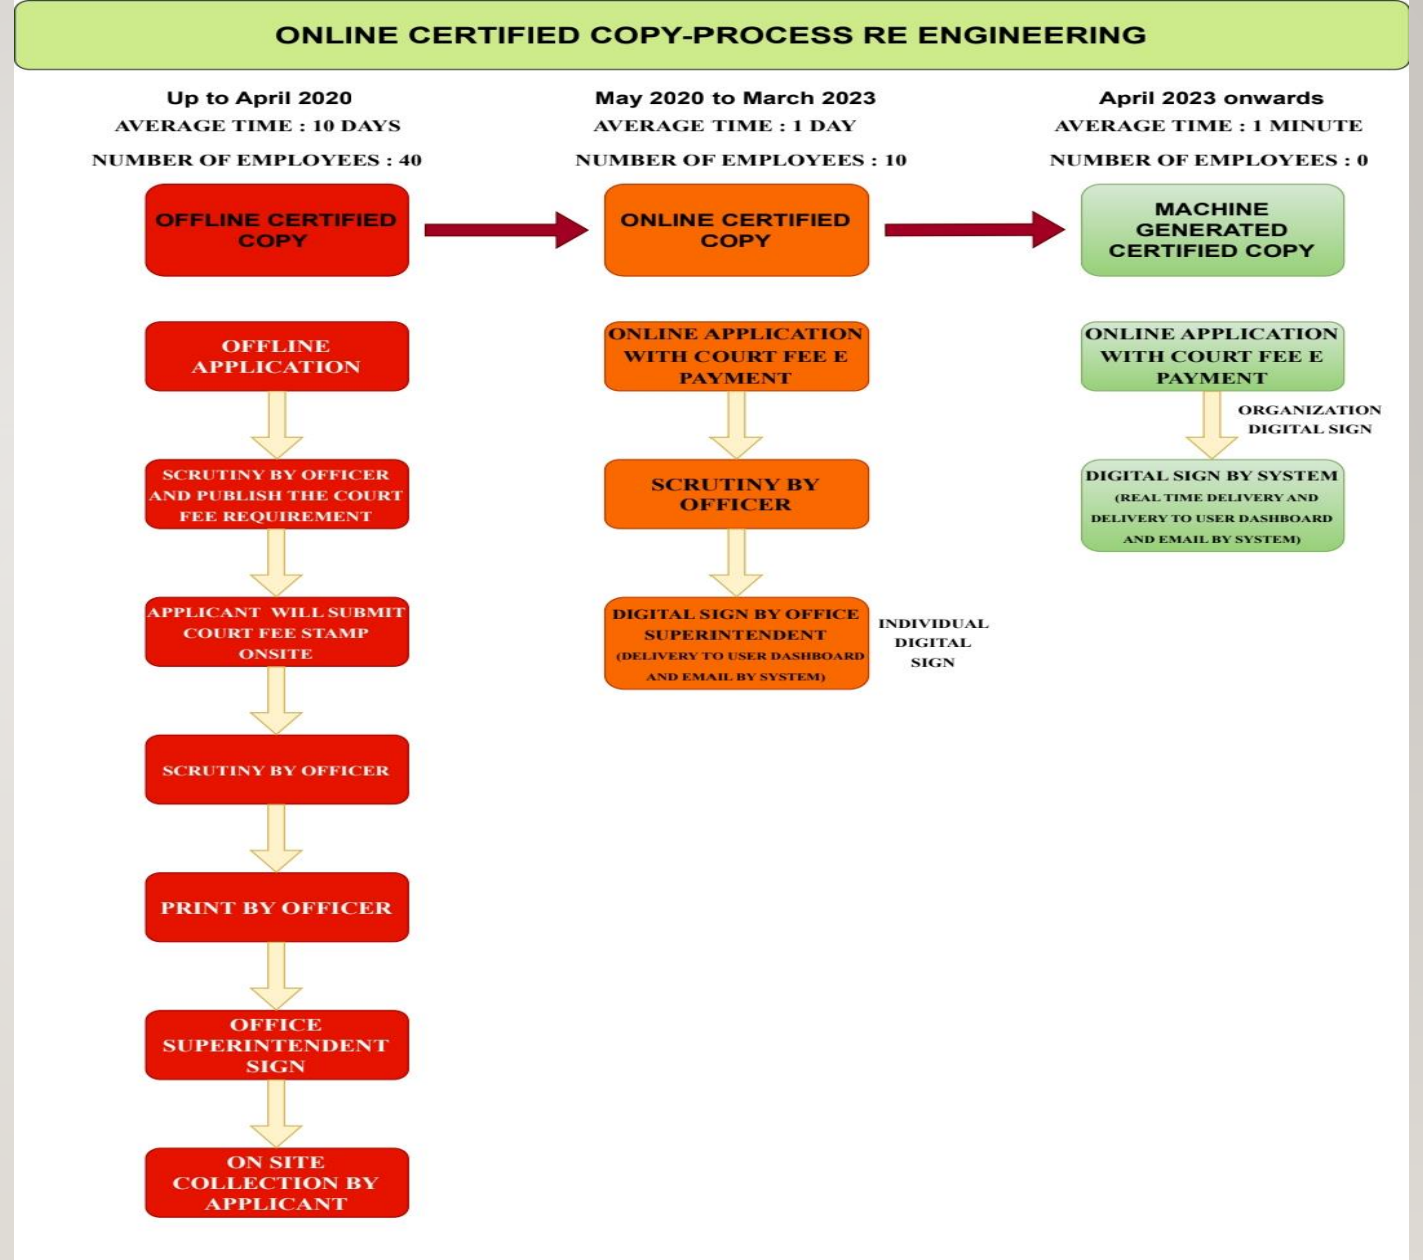 ONLINE CERTIFIED COPY-PROCESS RE ENGINEERING
Up to April 2020
AVERAGE TIME : 10 DAYS
NUMBER OF EMPLOYEES : 40
OFFLINE CERTIFIED
COPY
OFFLINE
APPLICATION
SCRUTINY BY OFFICER
AND PUBLISH THE COURT
FEE REQUIREMENT
APPLICANT WILL SUBMIT
COURT FEE STAMP
ONSITE
SCRUTINY BY OFFICER
PRINT BY OFFICER
OFFICE
SUPERINTENDENT
SIGN
ON SITE
COLLECTION BY
APPLICANT
May 2020 to March 2023
AVERAGE TIME : 1 DAY
NUMBER OF EMPLOYEES : 10
ONLINE CERTIFIED
COPY
ONLINE APPLICATION
WITH COURT FEE E
PAYMENT
SCRUTINY BY
OFFICER
DIGITAL SIGN BY OFFICE
SUPERINTENDENT
(DELIVERY TO USER DASHBOARD
AND EMAIL BY SYSTEM)
INDIVIDUAL
DIGITAL
SIGN
April 2023 onwards
AVERAGE TIME : 1 MINUTE
NUMBER OF EMPLOYEES : 0
MACHINE
GENERATED
CERTIFIED COPY
ONLINE APPLICATION
WITH COURT FEE E
PAYMENT
ORGANIZATION
DIGITAL SIGN
DIGITAL SIGN BY SYSTEM
(REAL TIME DELIVERY AND
DELIVERY TO USER DASHBOARD
AND EMAIL BY SYSTEM)